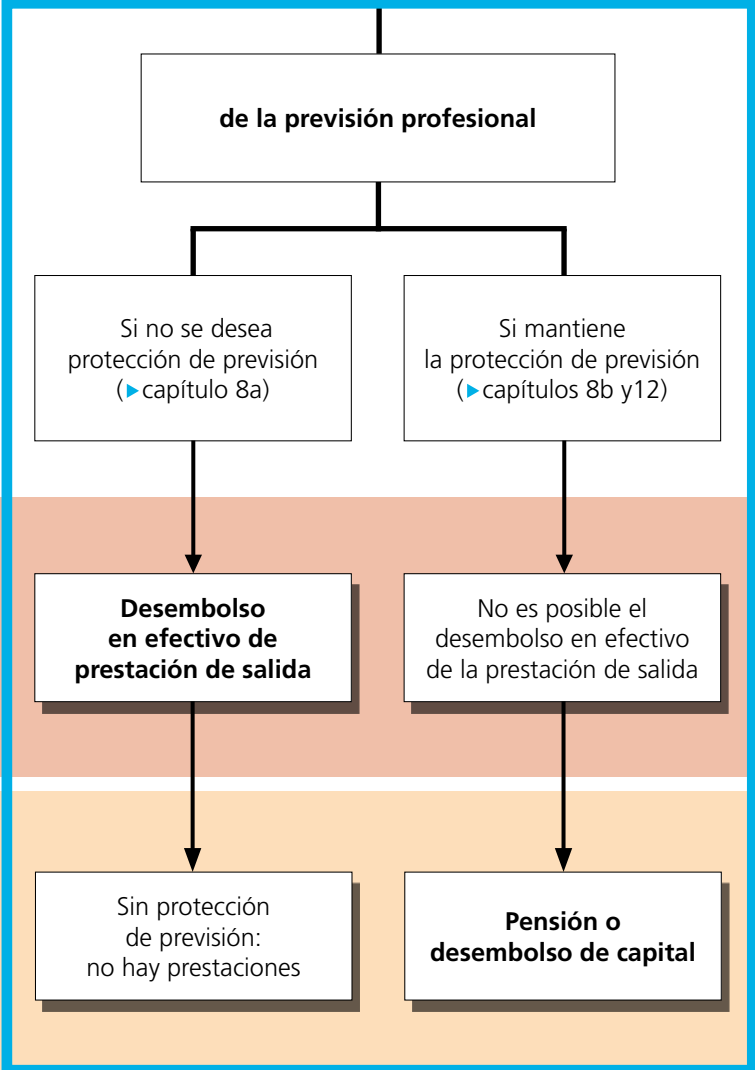 de la previsión profesional
Si no se desea
protección de previsión
(▶capítulo 8a)
Si mantiene
la protección de previsión
(▶capítulos 8b y12)
Desembolso
en efectivo de
prestación de salida
No es posible el
desembolso en efectivo
de la prestación de salida
Sin protección
de previsión:
no hay prestaciones
Pensión o
desembolso de capital